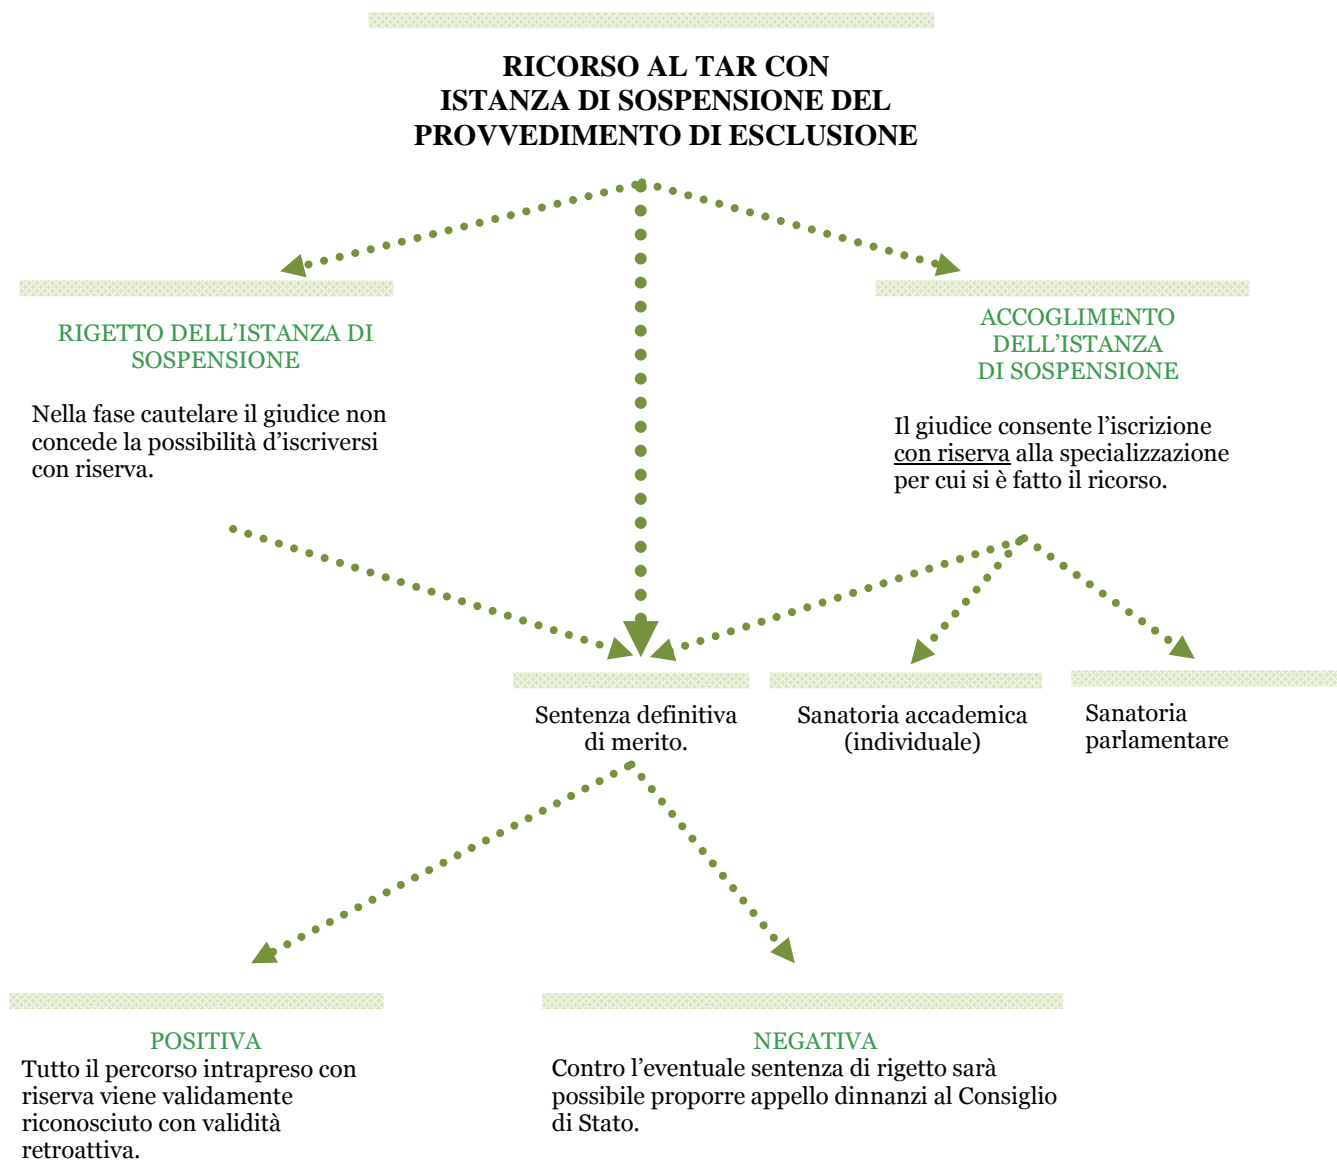 RICORSO AL TAR CON
ISTANZA DI SOSPENSIONE DEL
PROVVEDIMENTO DI ESCLUSIONE
RIGETTO DELL’ISTANZA DI
SOSPENSIONE
Nella fase cautelare il giudice non
concede la possibilità d’iscriversi
con riserva.
ACCOGLIMENTO
DELL’ISTANZA
DI SOSPENSIONE
Il giudice consente l’iscrizione
con riserva alla specializzazione
per cui si è fatto il ricorso.
Sentenza definitiva
di merito.
Sanatoria accademica
(individuale)
Sanatoria
parlamentare
POSITIVA
Tutto il percorso intrapreso con
riserva viene validamente
riconosciuto con validità
retroattiva.
NEGATIVA
Contro l’eventuale sentenza di rigetto sarà
possibile proporre appello dinnanzi al Consiglio
di Stato.